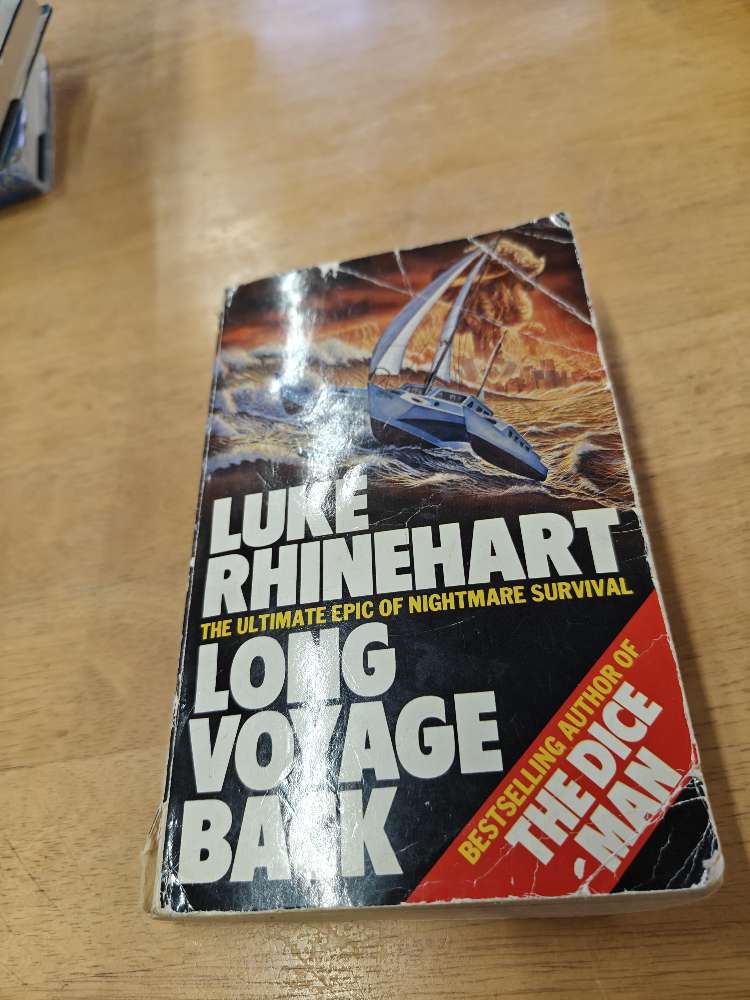 LUKE
RHINEHART
THE ULTIMATE EPIC OF NIGHTMARE SURVIVAL
LONG
VOYAGE
BACK
BESTSELLING AUTHOR OF
THE DICE
MAN